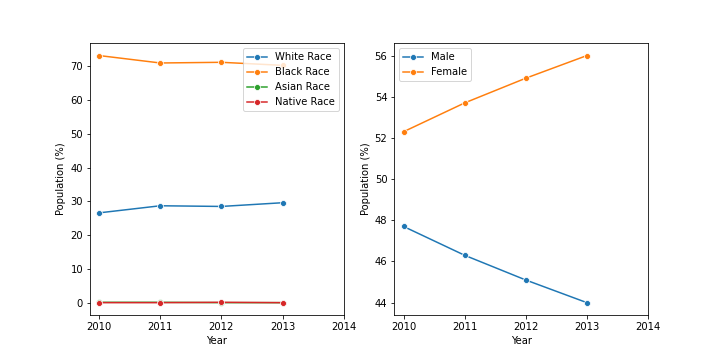 White Race
Black Race
Asian Race
Native Race
70
60
50
40
30
20
10
0
Population (%)
2010 2011 2012 2013 2014
Year
Male
Female
56
54
52
50
48
46
44
Population (%)
2010 2011 2012 2013 2014
Year